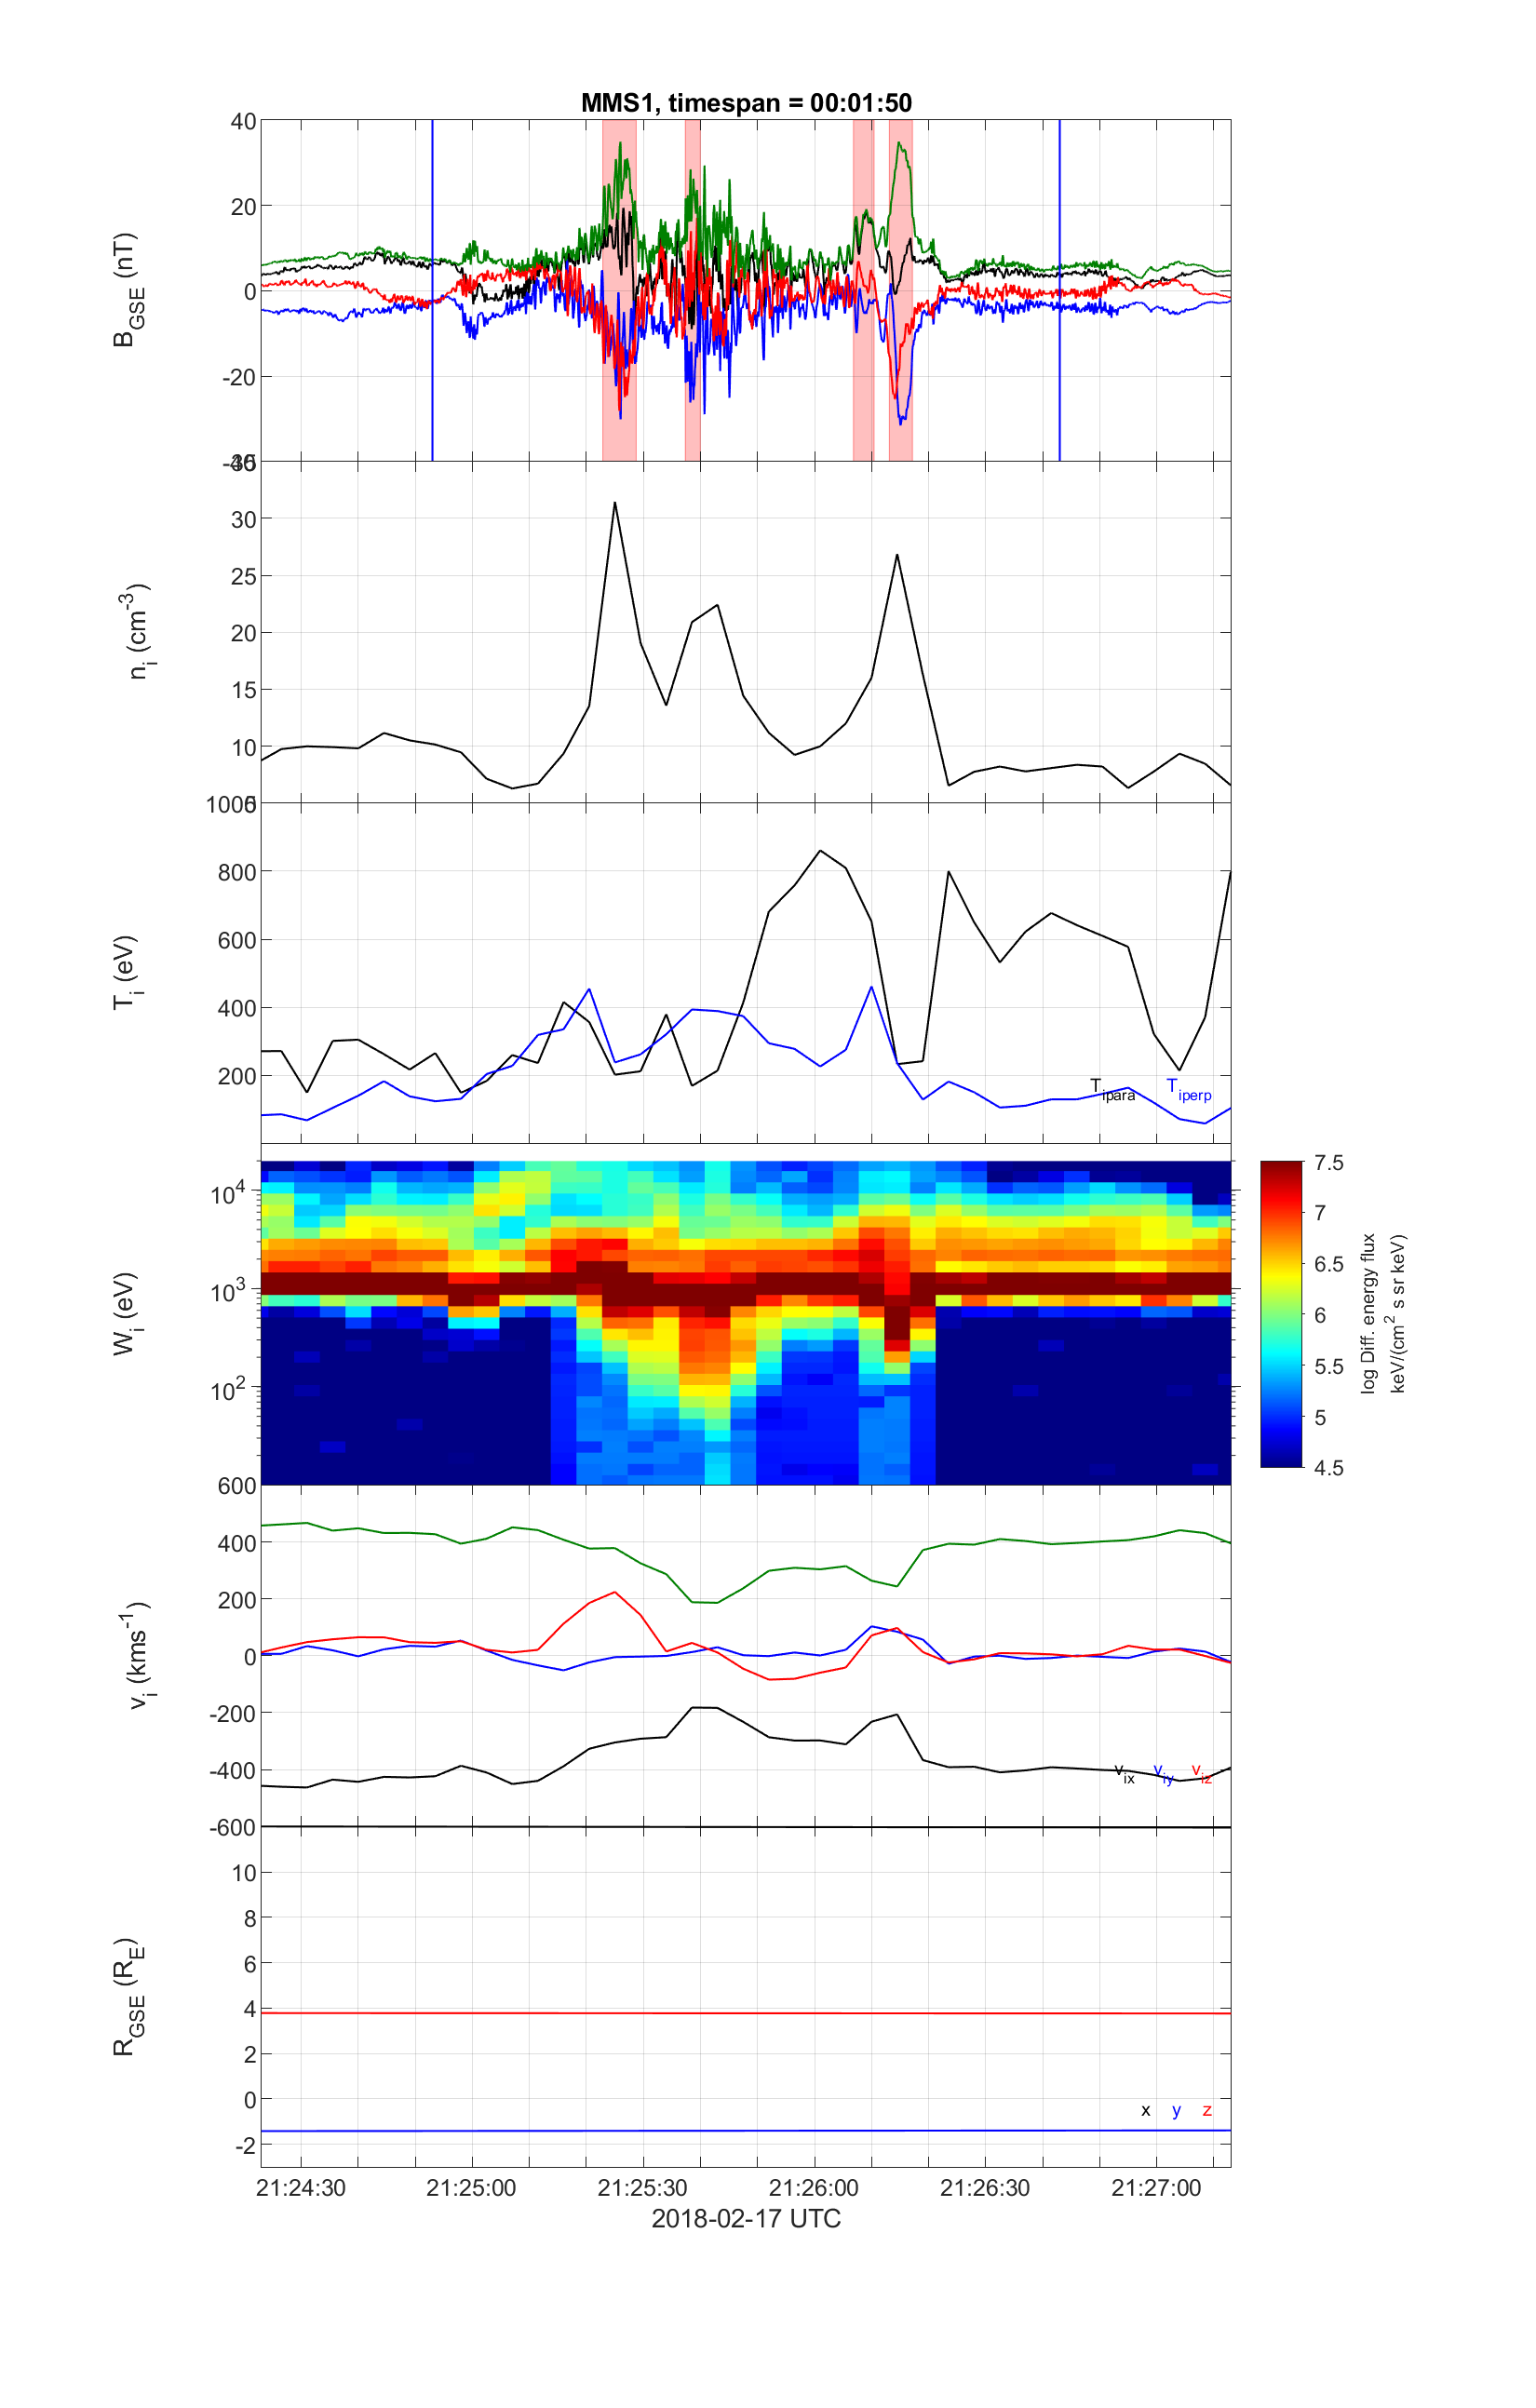 MMS1, timespan = 00:01:50
40
20
0
-20
B_GSE (nT)
30
25
20
15
10
n_i (cm^-3)
1000
800
600
400
200
T_i (eV)
T_ipara T_iperp
10^4
10^3
10^2
W_i (eV)
7.5
7
6.5
6
5.5
5
4.5
log Diff. energy flux
keV/(cm^2 s sr keV)
600
400
200
0
-200
-400
-600
v_i (kms^-1)
v_ix v_iy v_iz
10
8
6
4
2
0
-2
R_GSE (R_E)
x y z
21:24:30 21:25:00 21:25:30 21:26:00 21:26:30 21:27:00
2018-02-17 UTC